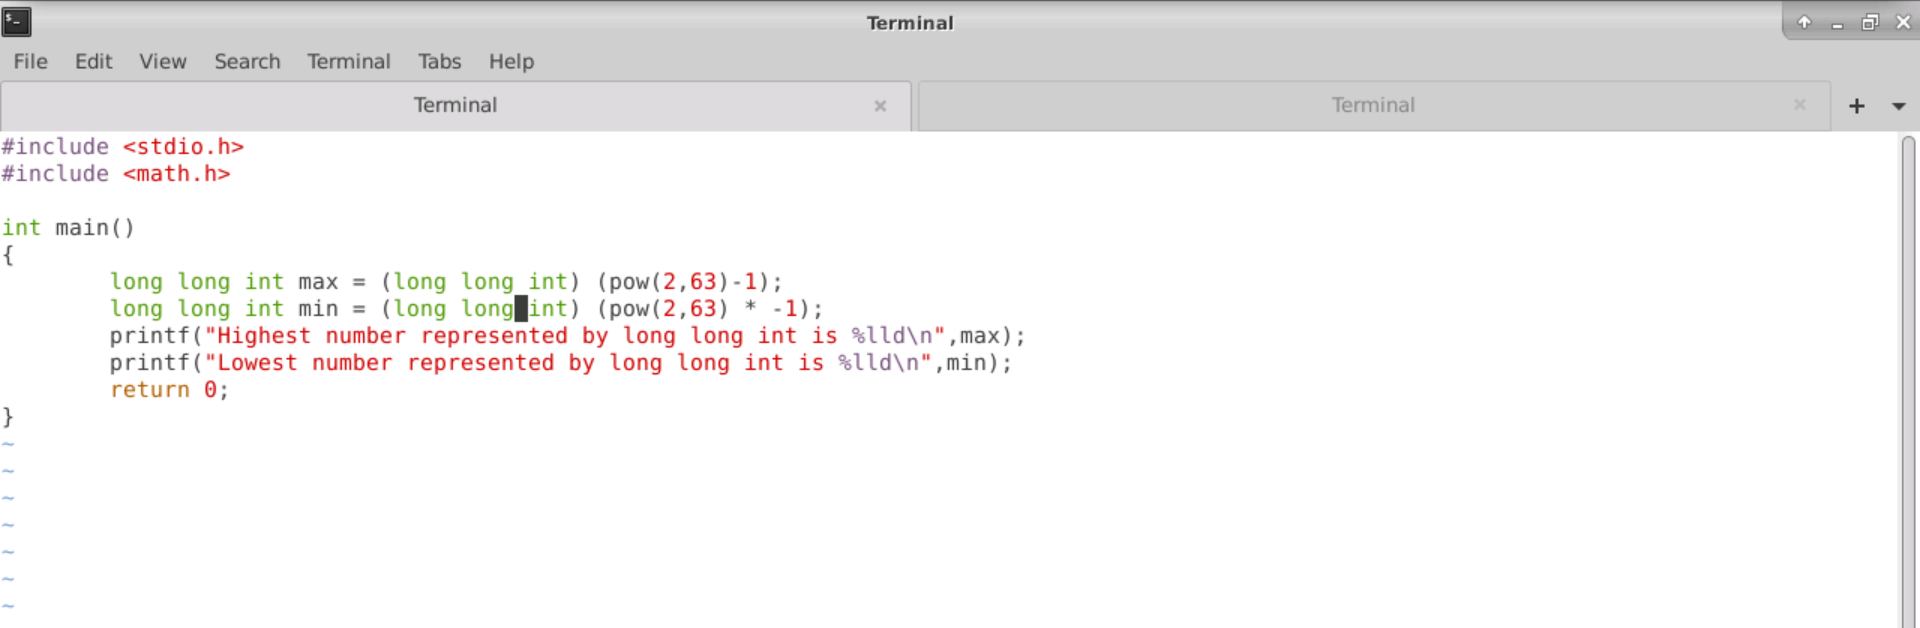 Terminal
File Edit View Search Terminal Tabs Help
Terminal × Terminal × +
#include <stdio.h>
#include <math.h>
int main()
{
        long long int max = (long long int) (pow(2,63)-1);
        long long int min = (long long int) (pow(2,63) * -1);
        printf("Highest number represented by long long int is %lld\n",max);
        printf("Lowest number represented by long long int is %lld\n",min);
        return 0;
}
~
~
~
~
~
~
~